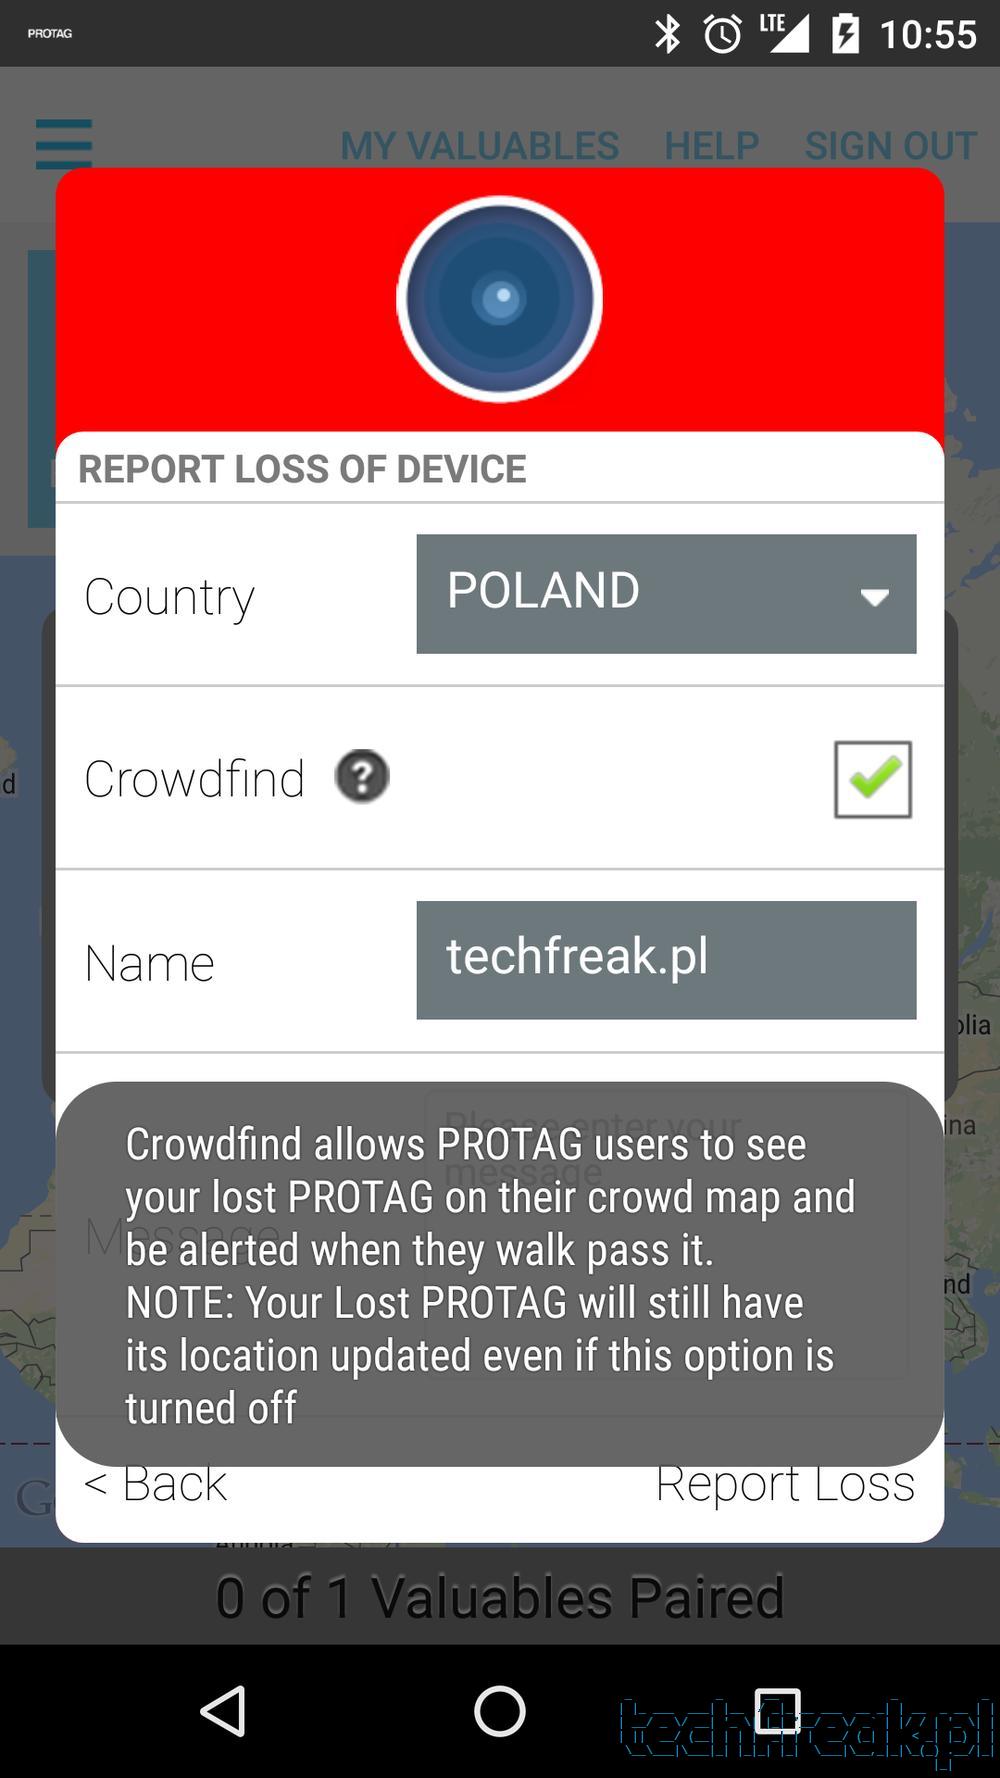 PROTAG
LTE 10:55
MY VALUABLES HELP SIGN OUT
REPORT LOSS OF DEVICE
Country POLAND
Crowdfind ?
Name techfreak.pl
Please enter your
message
Message
Crowdfind allows PROTAG users to see
your lost PROTAG on their crowd map and
be alerted when they walk pass it.
NOTE: Your Lost PROTAG will still have
its location updated even if this option is
turned off
< Back Report Loss
0 of 1 Valuables Paired
techfreak.pl